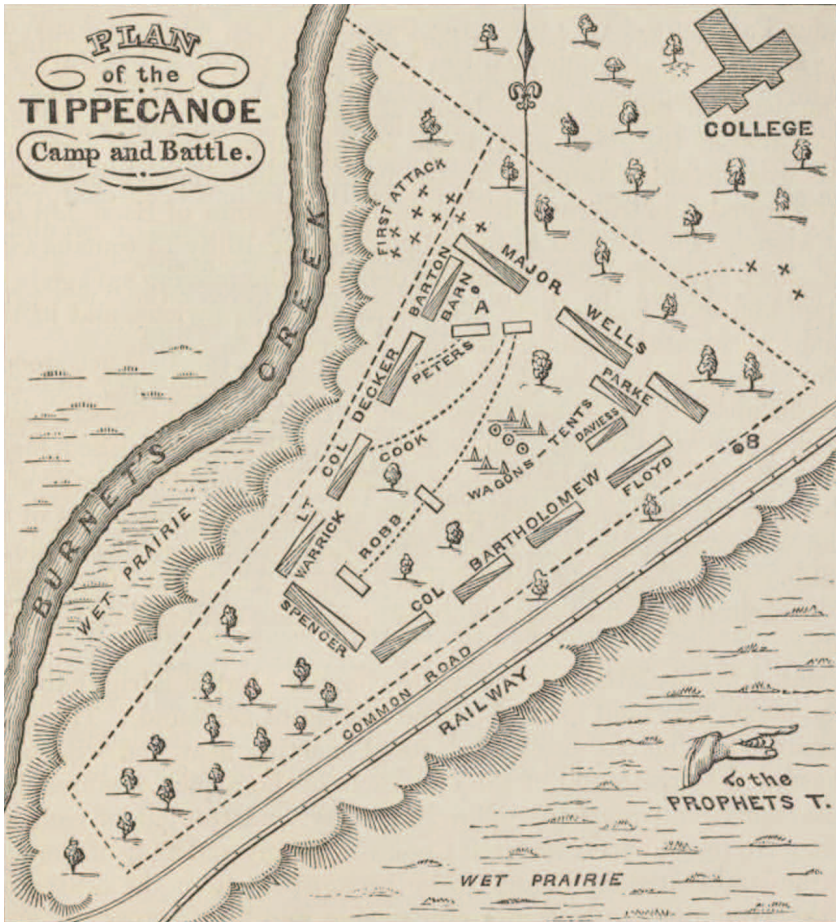 PLAN
of the
TIPPECANOE
Camp and Battle.
COLLEGE
BURNET'S CREEK
FIRST ATTACK
MAJOR WELLS
BARTON
BARN
A
PETERS
DECKER
COOK
LT COL
PARKE
DAVIESS
WAGONS - TENTS
B
FLOYD
COL BARTHOLOMEW
ROBB
WARRICK
SPENCER
WET PRAIRIE
COMMON ROAD
RAILWAY
To the
PROPHETS T.
WET PRAIRIE